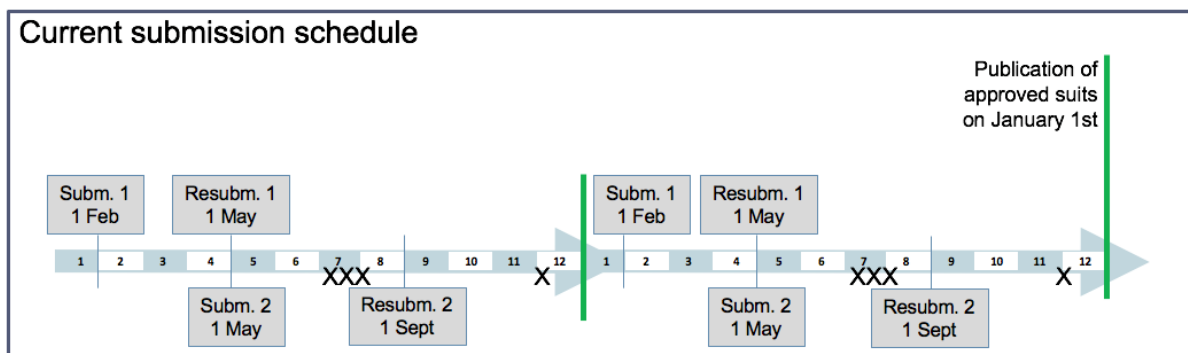 Current submission schedule
Publication of
approved suits
on January 1st
Subm. 1
1 Feb
Resubm. 1
1 May
Subm. 1
1 Feb
Resubm. 1
1 May
1 2 3 4 5 6 7 8 9 10 11 12 1 2 3 4 5 6 7 8 9 10 11 12
XXX X XXX X
Subm. 2
1 May
Resubm. 2
1 Sept
Subm. 2
1 May
Resubm. 2
1 Sept